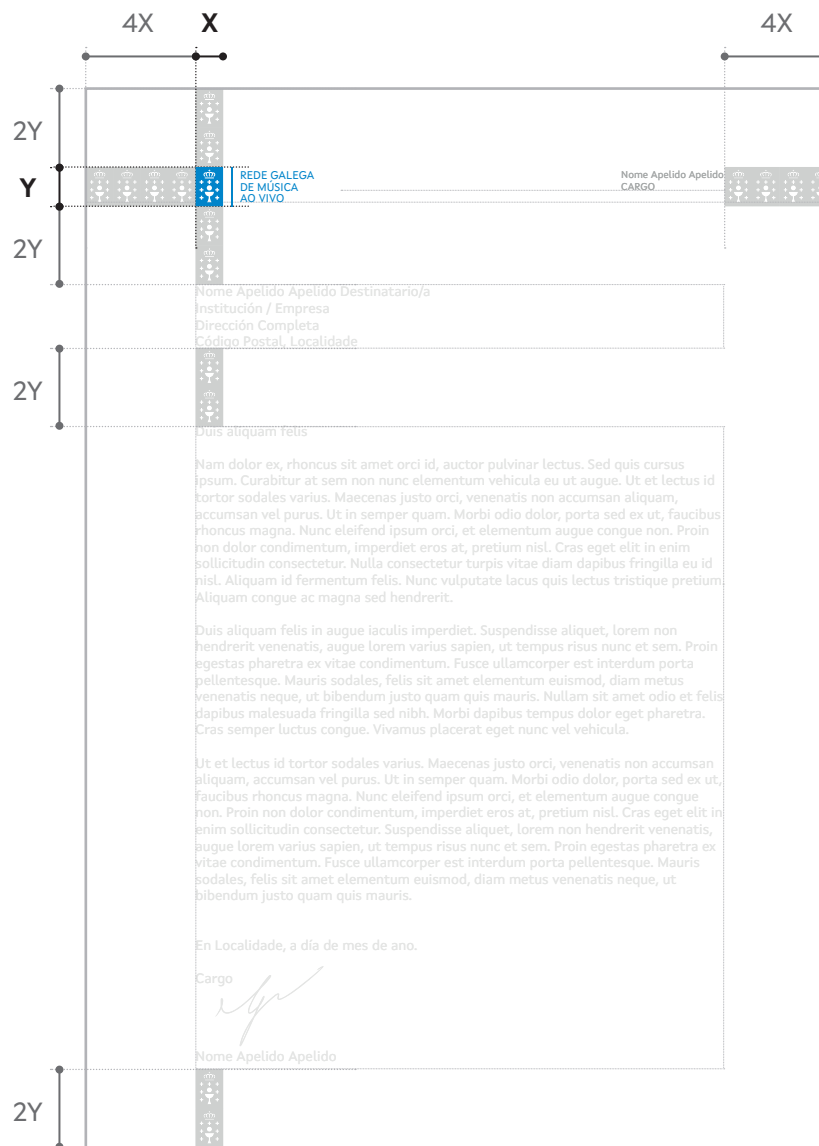 4X
X
4X
2Y
Y
REDE GALEGA
DE MÚSICA
AO VIVO
Nome Apelido Apelido
CARGO
2Y
Nome Apelido Apelido Destinatario/a
Institución / Empresa
Dirección Completa
Código Postal, Localidade
2Y
Duis aliquam felis
Nam dolor ex, rhoncus sit amet orci id, auctor pulvinar lectus. Sed quis cursus
ipsum. Curabitur at sem non nunc elementum vehicula eu ut augue. Ut et lectus id
tortor sodales varius. Maecenas justo orci, venenatis non accumsan aliquam,
accumsan vel purus. Ut in semper quam. Morbi odio dolor, porta sed ex ut, faucibus
rhoncus magna. Nunc eleifend ipsum orci, et elementum augue congue non. Proin
non dolor condimentum, imperdiet eros at, pretium nisl. Cras eget elit in enim
sollicitudin consectetur. Nulla consectetur turpis vitae diam dapibus fringilla eu id
nisl. Aliquam id fermentum felis. Nunc vulputate lacus quis lectus tristique pretium.
Aliquam congue ac magna sed hendrerit.
Duis aliquam felis in augue iaculis imperdiet. Suspendisse aliquet, lorem non
hendrerit venenatis, augue lorem varius sapien, ut tempus risus nunc et sem. Proin
egestas pharetra ex vitae condimentum. Fusce ullamcorper est interdum porta
pellentesque. Mauris sodales, felis sit amet elementum euismod, diam metus
venenatis neque, ut bibendum justo quam quis mauris. Nullam sit amet odio et felis
dapibus malesuada fringilla sed nibh. Morbi dapibus tempus dolor eget pharetra.
Cras semper luctus congue. Vivamus placerat eget nunc vel vehicula.
Ut et lectus id tortor sodales varius. Maecenas justo orci, venenatis non accumsan
aliquam, accumsan vel purus. Ut in semper quam. Morbi odio dolor, porta sed ex ut,
faucibus rhoncus magna. Nunc eleifend ipsum orci, et elementum augue congue
non. Proin non dolor condimentum, imperdiet eros at, pretium nisl. Cras eget elit in
enim sollicitudin consectetur. Suspendisse aliquet, lorem non hendrerit venenatis,
augue lorem varius sapien, ut tempus risus nunc et sem. Proin egestas pharetra ex
vitae condimentum. Fusce ullamcorper est interdum porta pellentesque. Mauris
sodales, felis sit amet elementum euismod, diam metus venenatis neque, ut
bibendum justo quam quis mauris.
En Localidade, a día de mes de ano.
Cargo
Nome Apelido Apelido
2Y